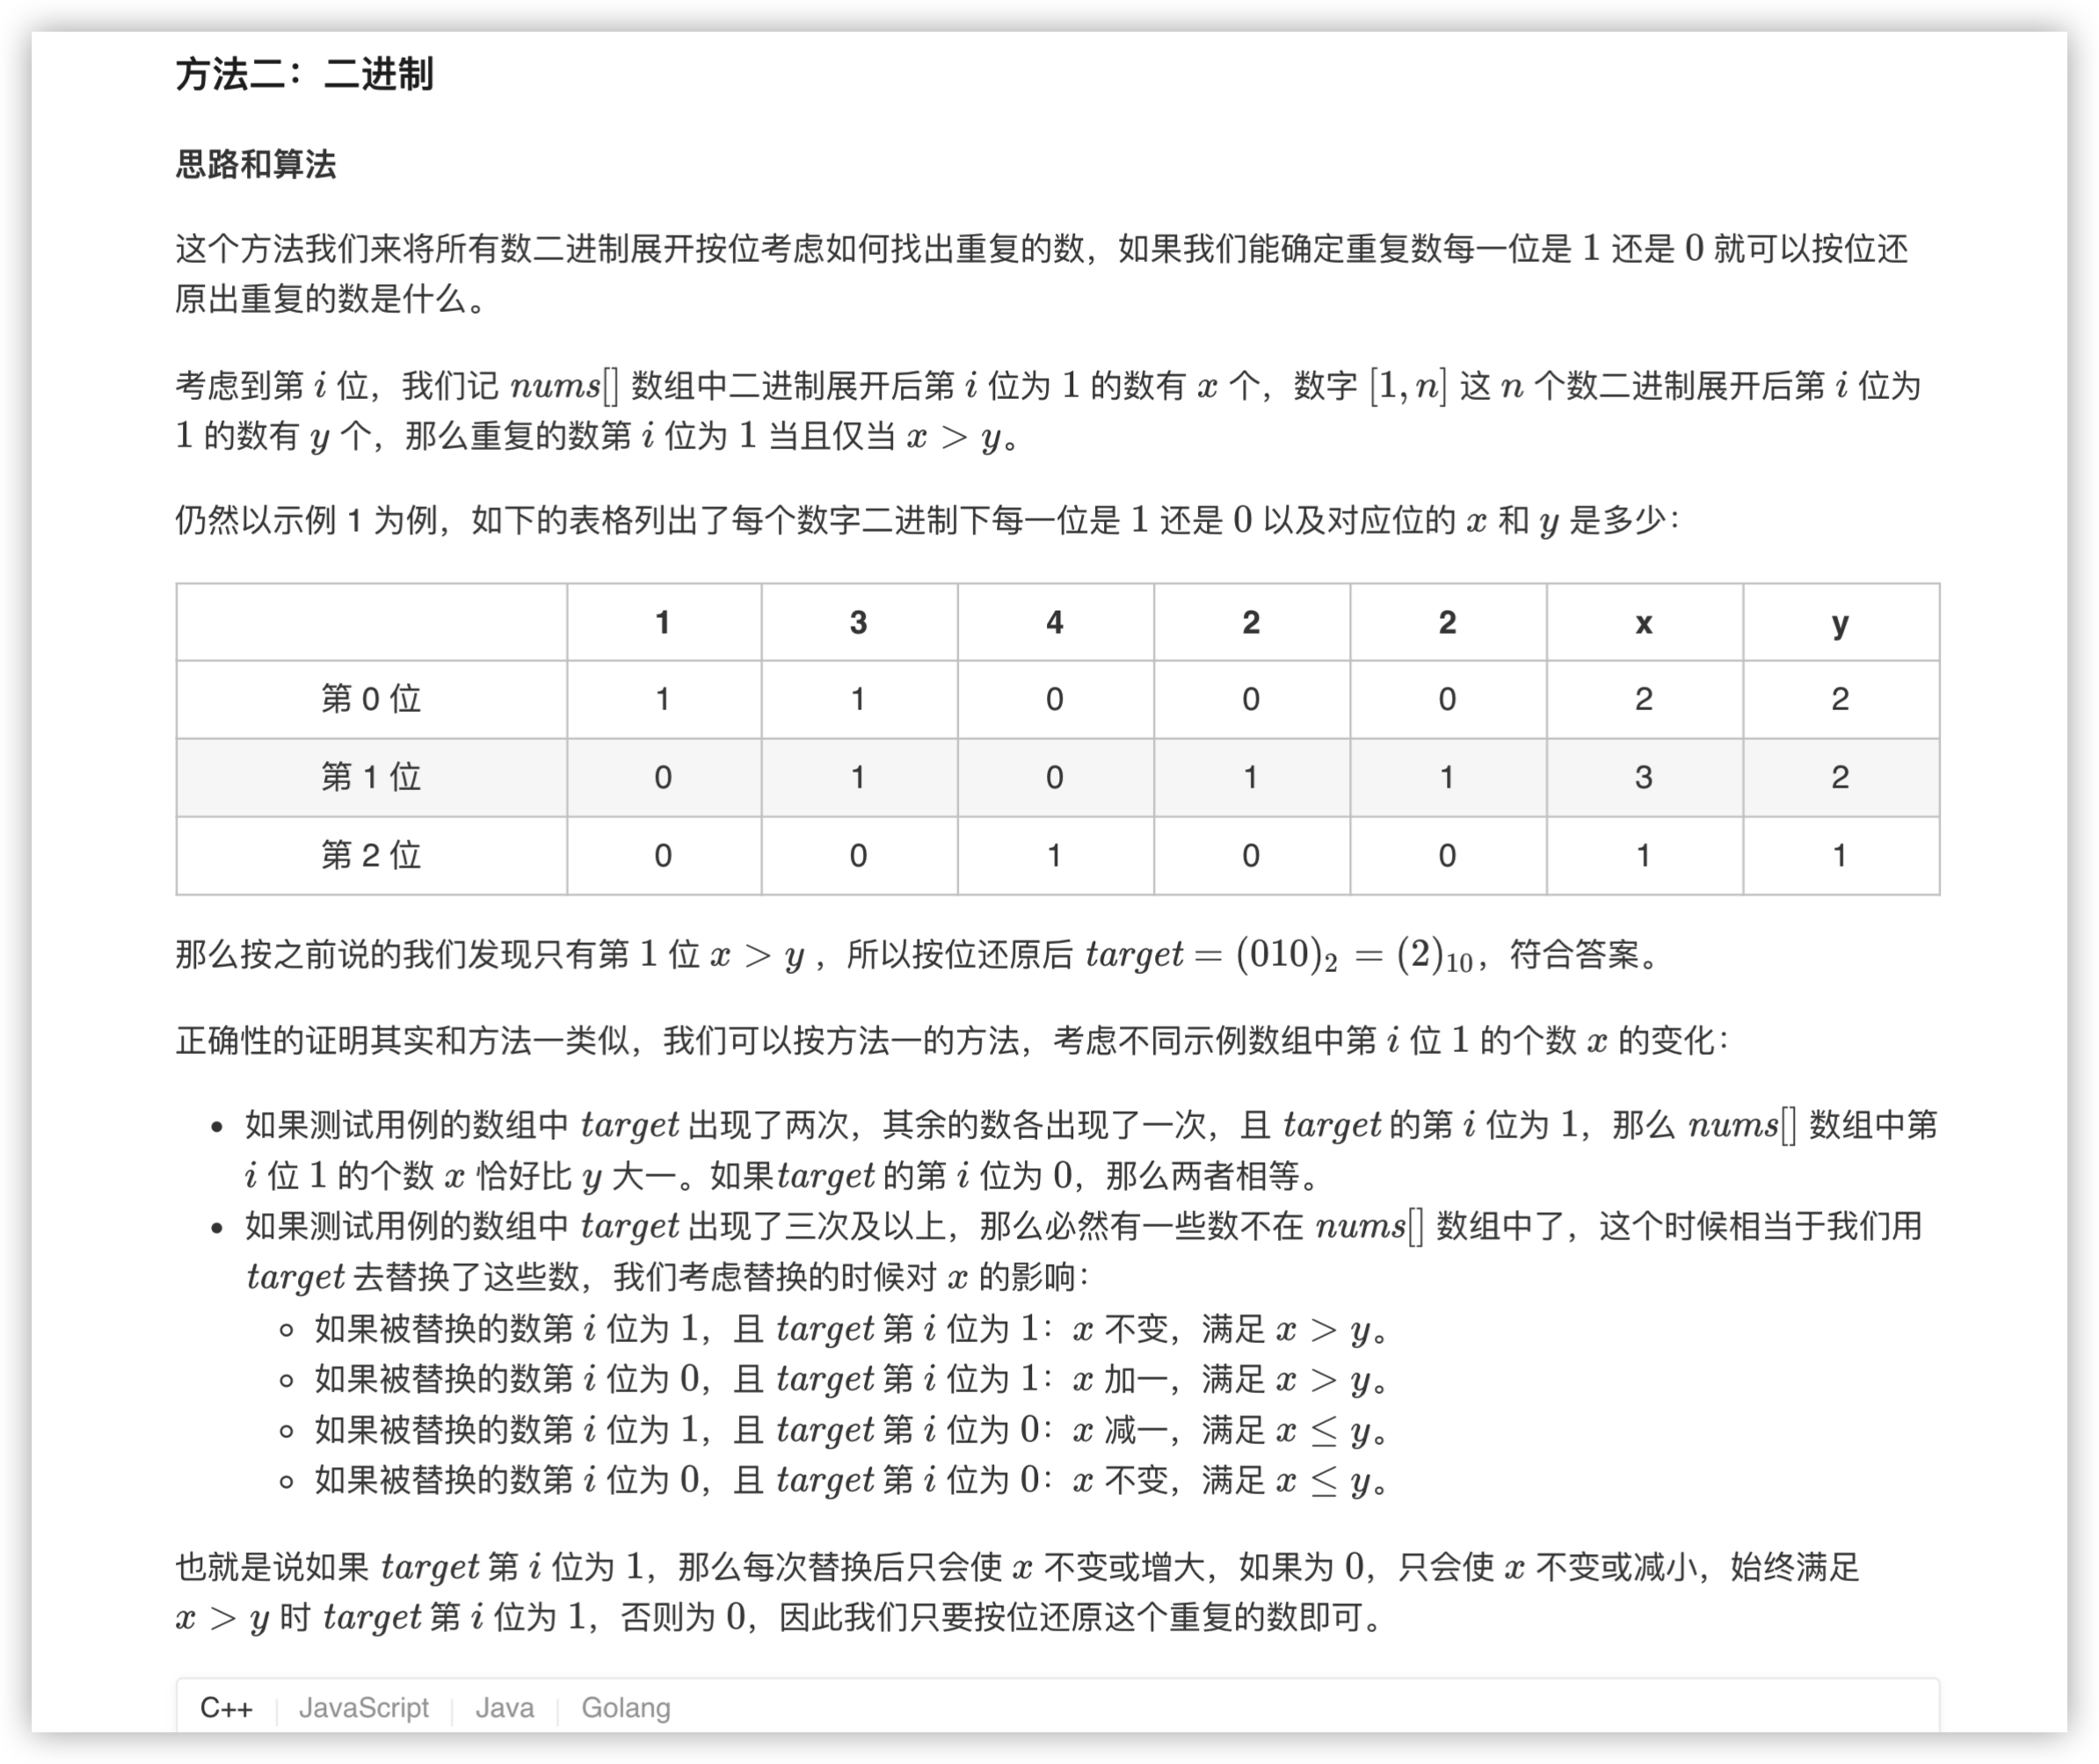 方法二：二进制
思路和算法
这个方法我们来将所有数二进制展开按位考虑如何找出重复的数，如果我们能确定重复数每一位是 1 还是 0 就可以按位还
原出重复的数是什么。
考虑到第 i 位，我们记 nums[] 数组中二进制展开后第 i 位为 1 的数有 x 个，数字 [1, n] 这 n 个数二进制展开后第 i 位为
1 的数有 y 个，那么重复的数第 i 位为 1 当且仅当 x > y。
仍然以示例 1 为例，如下的表格列出了每个数字二进制下每一位是 1 还是 0 以及对应位的 x 和 y 是多少：
1 3 4 2 2 x y
第 0 位 1 1 0 0 0 2 2
第 1 位 0 1 0 1 1 3 2
第 2 位 0 0 1 0 0 1 1
那么按之前说的我们发现只有第 1 位 x > y ，所以按位还原后 target = (010)₂ = (2)₁₀，符合答案。
正确性的证明其实和方法一类似，我们可以按方法一的方法，考虑不同示例数组中第 i 位 1 的个数 x 的变化：
• 如果测试用例的数组中 target 出现了两次，其余的数各出现了一次，且 target 的第 i 位为 1，那么 nums[] 数组中第
i 位 1 的个数 x 恰好比 y 大一。如果target 的第 i 位为 0，那么两者相等。
• 如果测试用例的数组中 target 出现了三次及以上，那么必然有一些数不在 nums[] 数组中了，这个时候相当于我们用
target 去替换了这些数，我们考虑替换的时候对 x 的影响：
◦ 如果被替换的数第 i 位为 1，且 target 第 i 位为 1：x 不变，满足 x > y。
◦ 如果被替换的数第 i 位为 0，且 target 第 i 位为 1：x 加一，满足 x > y。
◦ 如果被替换的数第 i 位为 1，且 target 第 i 位为 0：x 减一，满足 x ≤ y。
◦ 如果被替换的数第 i 位为 0，且 target 第 i 位为 0：x 不变，满足 x ≤ y。
也就是说如果 target 第 i 位为 1，那么每次替换后只会使 x 不变或增大，如果为 0，只会使 x 不变或减小，始终满足
x > y 时 target 第 i 位为 1，否则为 0，因此我们只要按位还原这个重复的数即可。
C++ JavaScript Java Golang